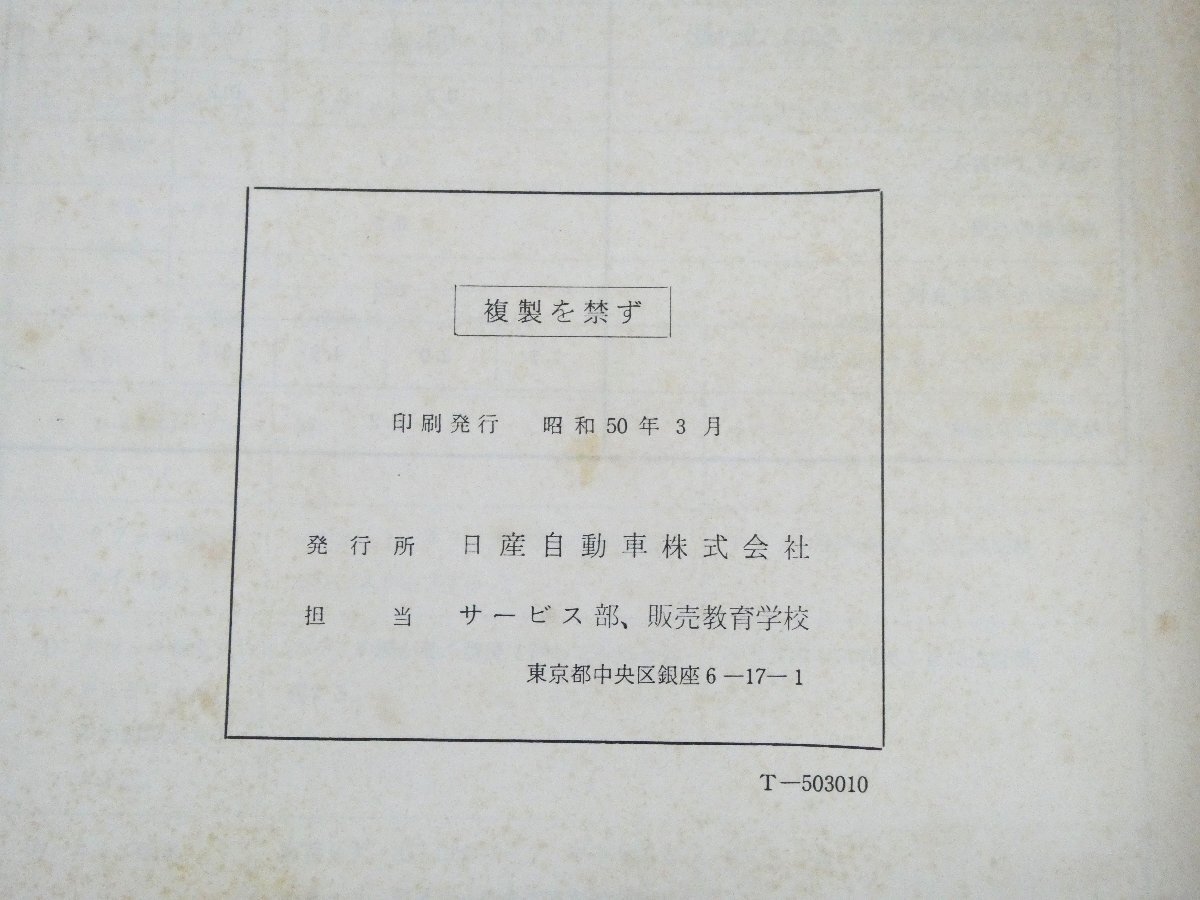 複製を禁ず
印刷発行 昭和50年3月
発行所 日産自動車株式会社
担当 サービス部、販売教育学校
東京都中央区銀座6―17―1
T―503010